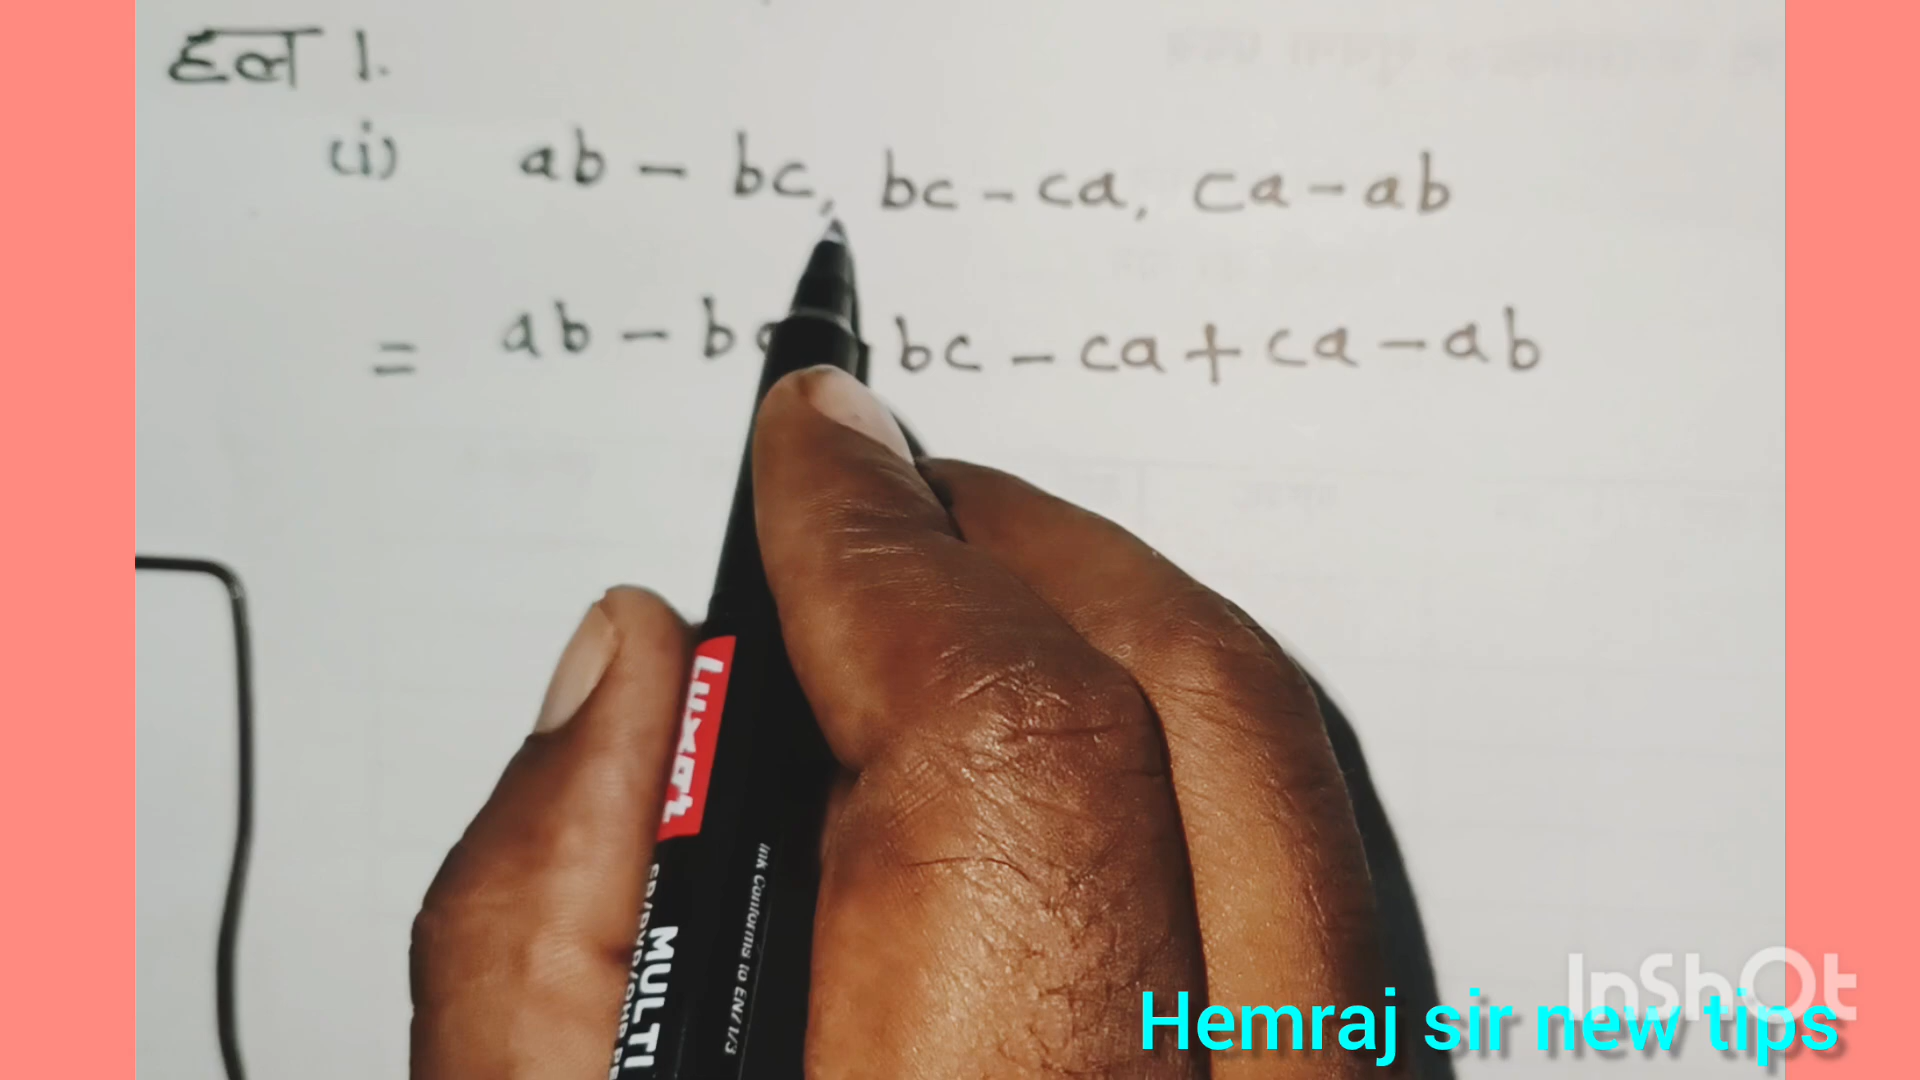 हल 1.
(i) ab - bc, bc - ca, ca - ab
= ab - bc bc - ca + ca - ab
Luxor
MULTI
Ink Conforms to EN71/3
InShOt
Hemraj sir new tips